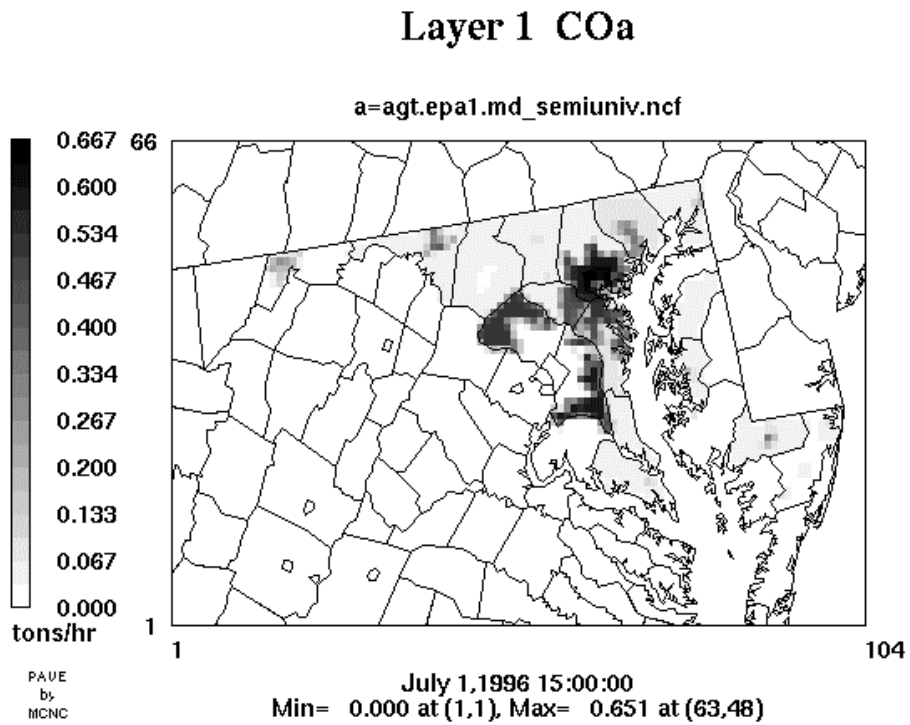 Layer 1 COa
a=agt.epa1.md_semiuniv.ncf
66
0.667
0.600
0.534
0.467
0.400
0.334
0.267
0.200
0.133
0.067
0.000
tons/hr
1
1
104
PAVE
by
MCNC
July 1,1996 15:00:00
Min= 0.000 at (1,1), Max= 0.651 at (63,48)